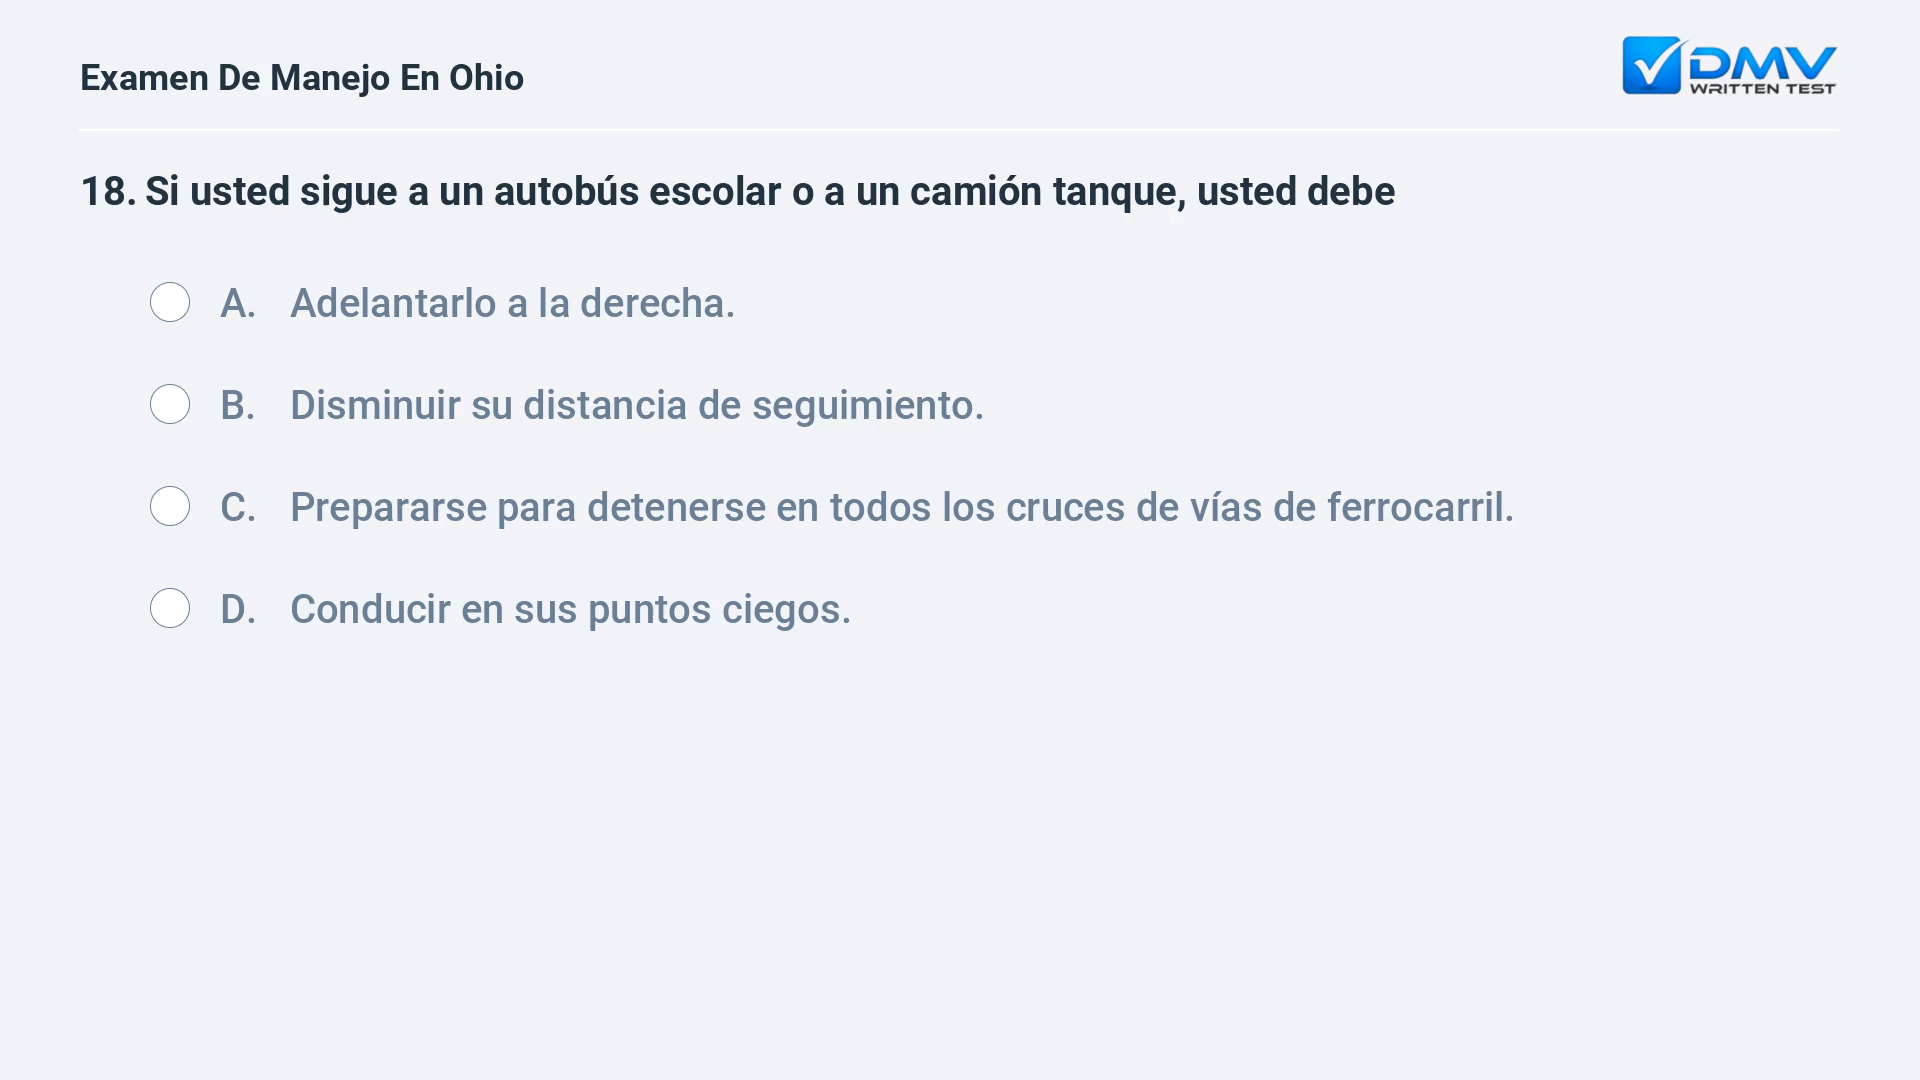 Examen De Manejo En Ohio
DMV
WRITTEN TEST
18. Si usted sigue a un autobús escolar o a un camión tanque, usted debe
A. Adelantarlo a la derecha.
B. Disminuir su distancia de seguimiento.
C. Prepararse para detenerse en todos los cruces de vías de ferrocarril.
D. Conducir en sus puntos ciegos.